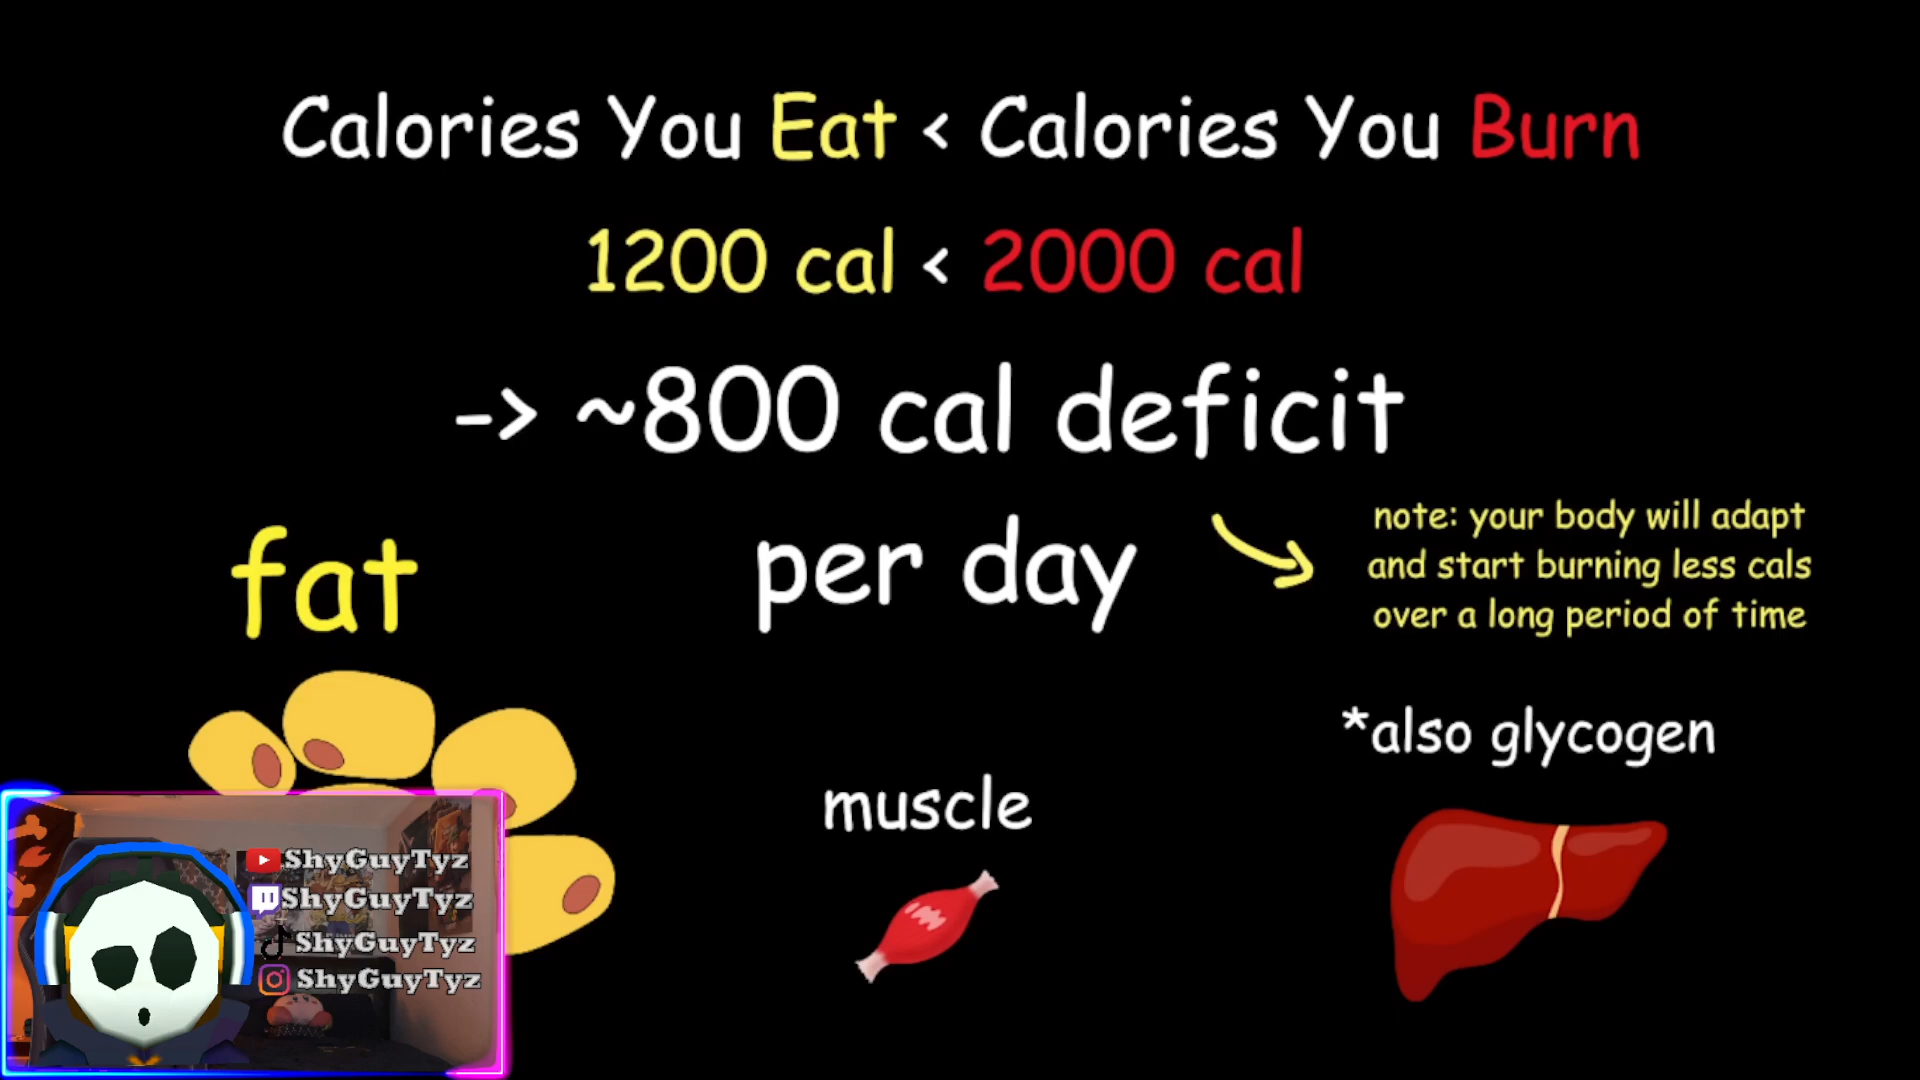 Calories You Eat < Calories You Burn
1200 cal < 2000 cal
-> ~800 cal deficit
per day
note: your body will adapt
and start burning less cals
over a long period of time
fat
muscle
*also glycogen
ShyGuyTyz
ShyGuyTyz
ShyGuyTyz
ShyGuyTyz